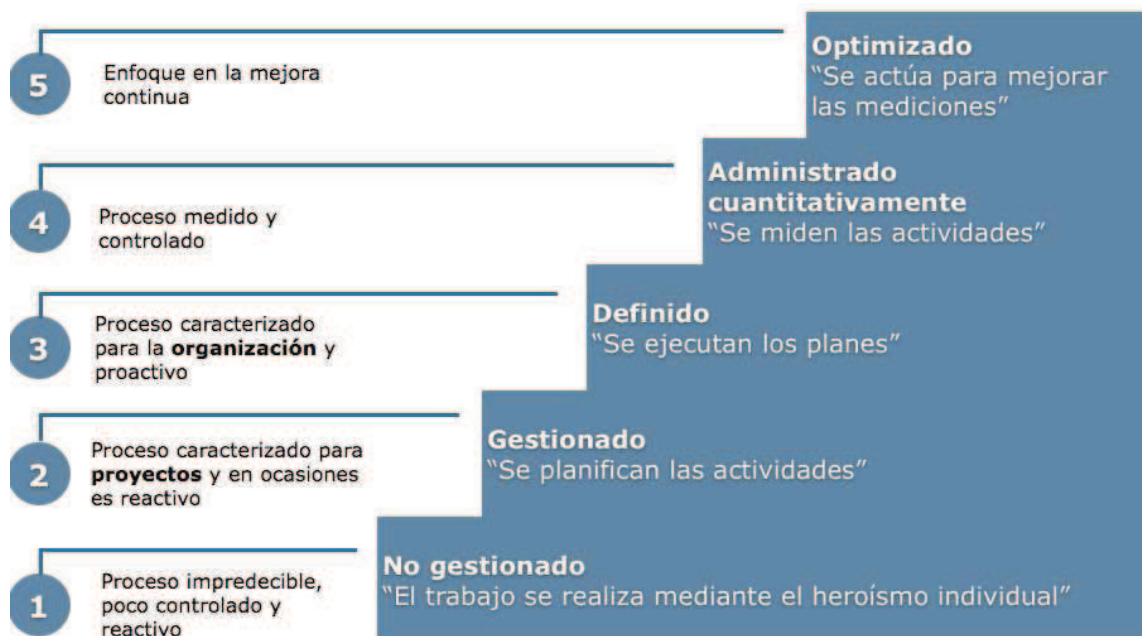 5
Enfoque en la mejora
continua
Optimizado
“Se actúa para mejorar
las mediciones”
4
Proceso medido y
controlado
Administrado
cuantitativamente
“Se miden las actividades”
3
Proceso caracterizado
para la organización y
proactivo
Definido
“Se ejecutan los planes”
2
Proceso caracterizado para
proyectos y en ocasiones
es reactivo
Gestionado
“Se planifican las actividades”
1
Proceso impredecible,
poco controlado y
reactivo
No gestionado
“El trabajo se realiza mediante el heroísmo individual”